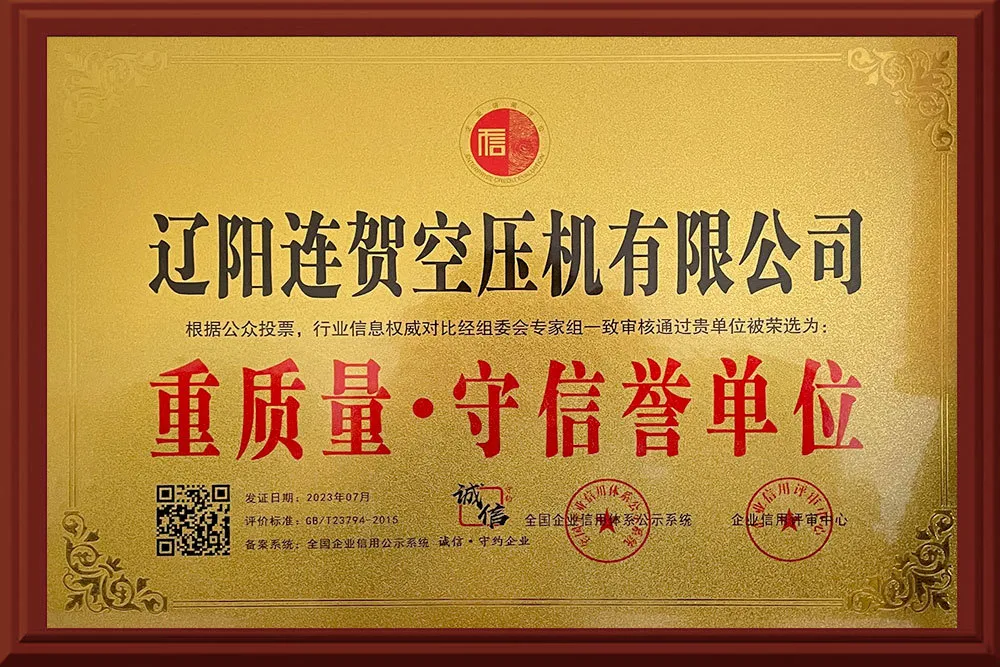 信
ENTERPRISE CREDIT EVALUATION
辽阳连贺空压机有限公司
根据公众投票，行业信息权威对比经组委会专家组一致审核通过贵单位被荣选为：
重质量·守信誉单位
发证日期：2023年07月
评价标准：GB/T23794-2015
备案系统：全国企业信用公示系统
诚信
守约
诚信·守约企业
全国企业信用体系公示系统
企业信用评审中心